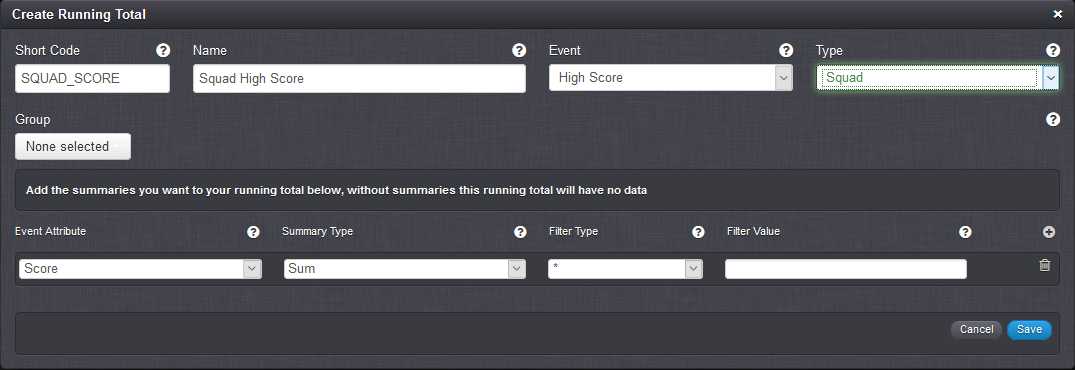 Create Running Total
Short Code Name Event Type
SQUAD_SCORE Squad High Score High Score Squad
Group
None selected
Add the summaries you want to your running total below, without summaries this running total will have no data
Event Attribute Summary Type Filter Type Filter Value
Score Sum *
Cancel Save